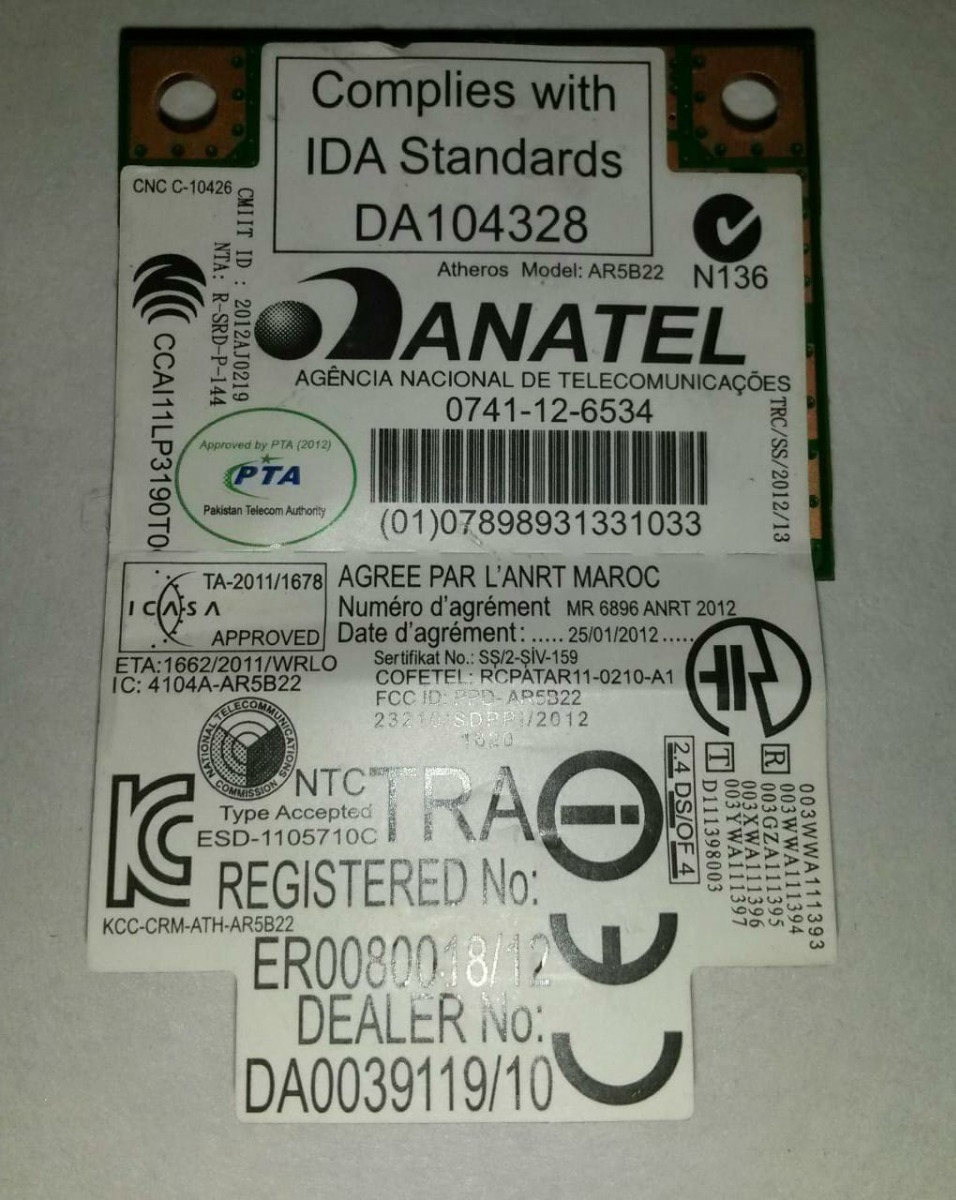 Complies with
IDA Standards
DA104328
CNC C-10426
CMIIT ID : 2012AJ0219
NTA: R-SRD-P-144
N136
Atheros Model: AR5B22
ANATEL
AGÊNCIA NACIONAL DE TELECOMUNICAÇÕES
0741-12-6534
(01)07898931331033
TRC/SS/2012/13
CCAI11LP3190T0
Approved by PTA (2012)
PTA
Pakistan Telecom Authority
TA-2011/1678
ICASA
APPROVED
AGREE PAR L'ANRT MAROC
Numéro d'agrément MR 6896 ANRT 2012
Date d'agrément: ..... 25/01/2012 .....
ETA:1662/2011/WRLO
IC: 4104A-AR5B22
Sertifikat No.: SŞ/2-ŞİV-159
COFETEL: RCPATAR11-0210-A1
FCC ID: PPD-AR5B22
/SDPPI/2012
NATIONAL TELECOMMUNICATIONS COMMISSION
NTC
Type Accepted
ESD-1105710C
KCC-CRM-ATH-AR5B22
TRA
REGISTERED No:
ER0080018/12
DEALER No:
DA0039119/10
CE
2.4 DS/OF 4
T D111398003
R 003WWA111393
003WWA111394
003GZA111395
003XWA111396
003YWA111397